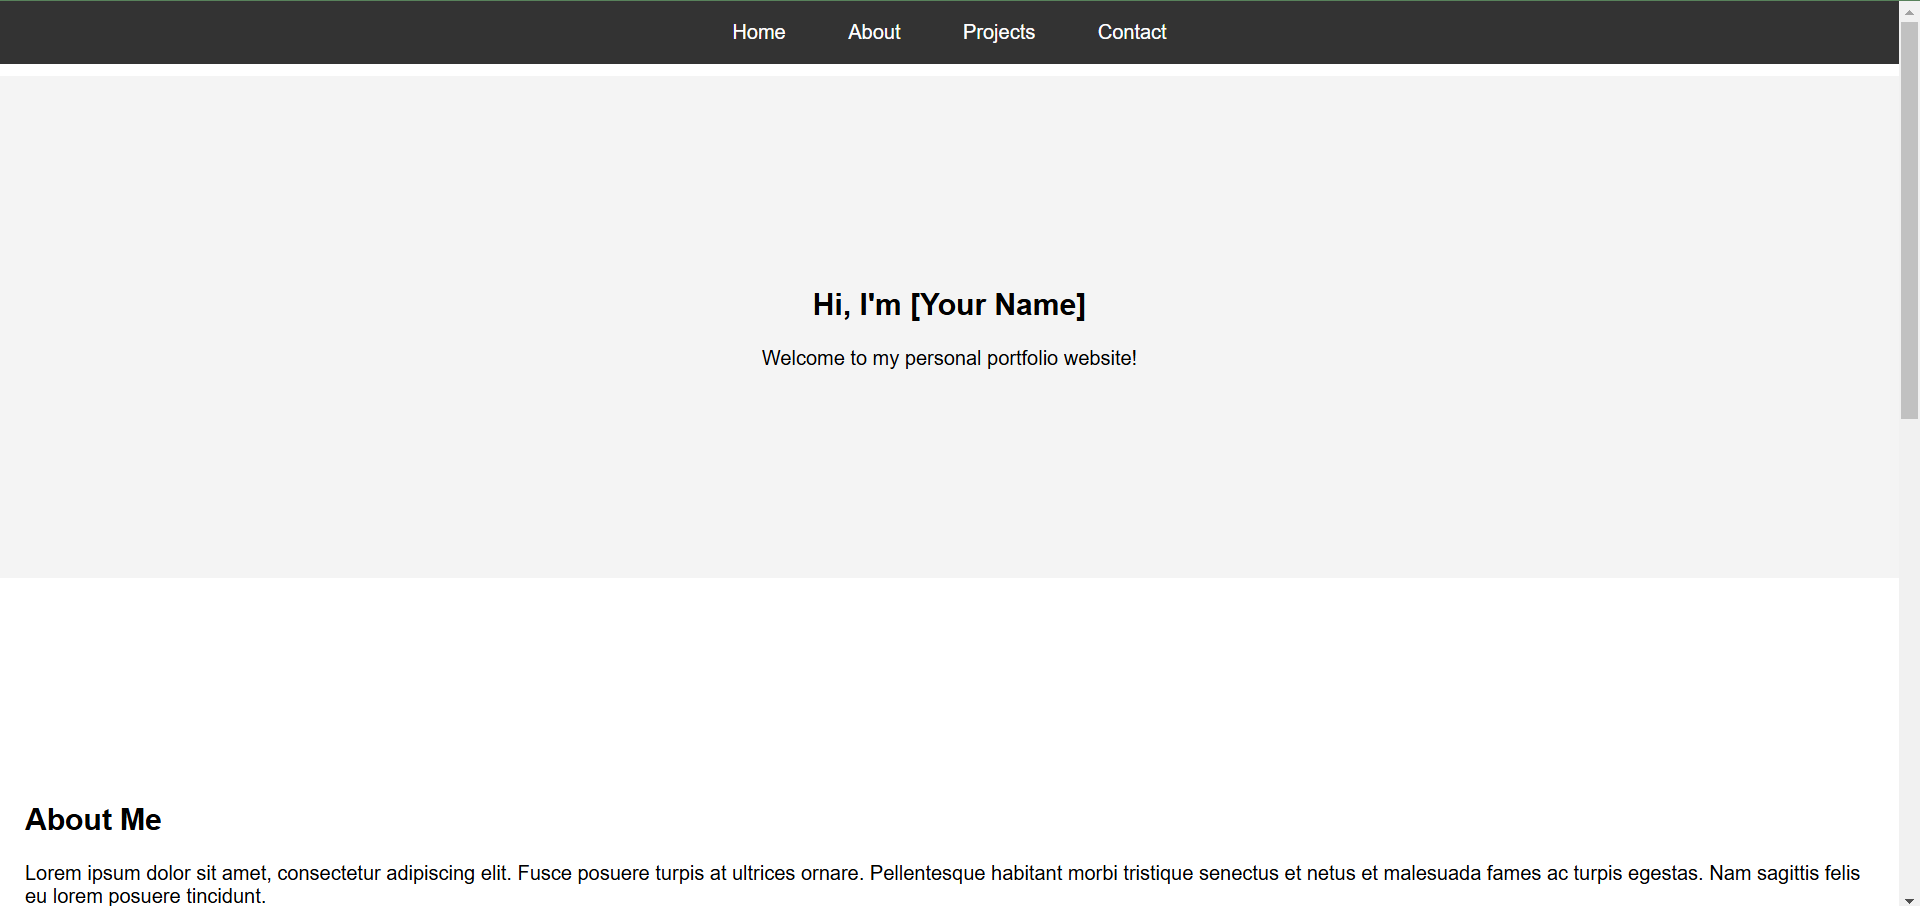 Home About Projects Contact
Hi, I'm [Your Name]
Welcome to my personal portfolio website!
About Me
Lorem ipsum dolor sit amet, consectetur adipiscing elit. Fusce posuere turpis at ultrices ornare. Pellentesque habitant morbi tristique senectus et netus et malesuada fames ac turpis egestas. Nam sagittis felis
eu lorem posuere tincidunt.